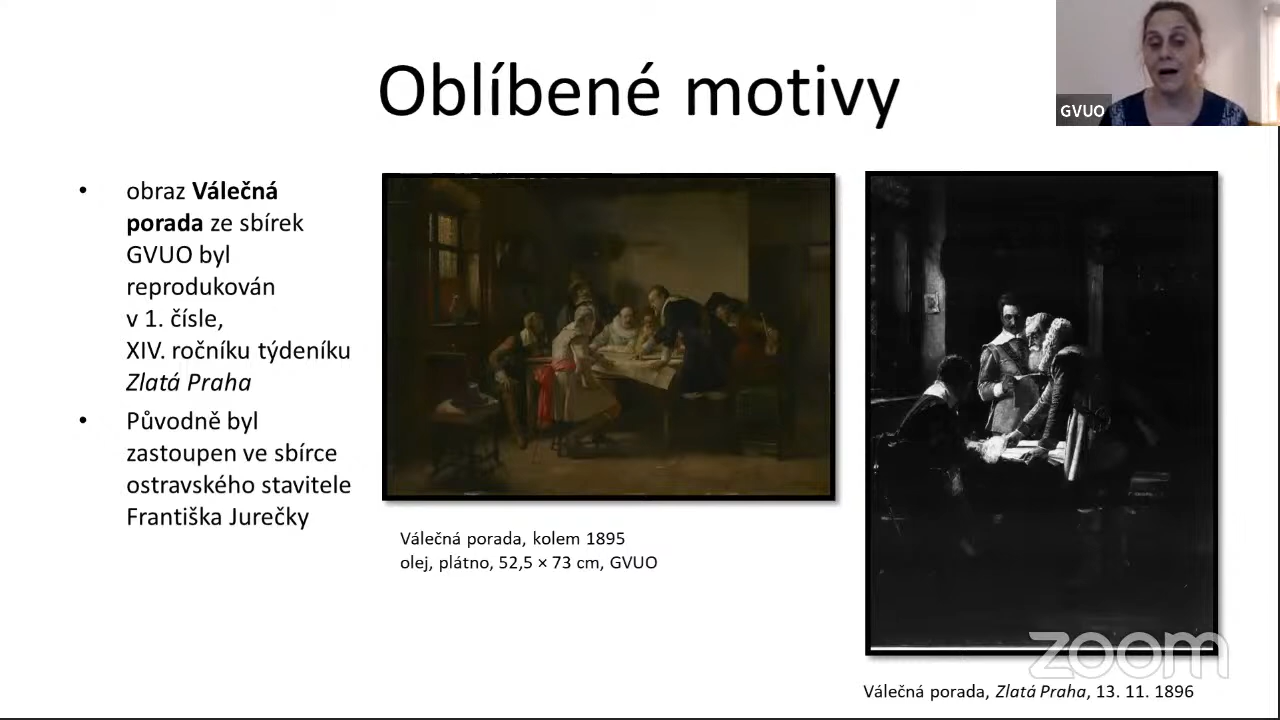 Oblíbené motivy
GVUO
• obraz Válečná
porada ze sbírek
GVUO byl
reprodukován
v 1. čísle,
XIV. ročníku týdeníku
Zlatá Praha
• Původně byl
zastoupen ve sbírce
ostravského stavitele
Františka Jurečky
Válečná porada, kolem 1895
olej, plátno, 52,5 × 73 cm, GVUO
zoom
Válečná porada, Zlatá Praha, 13. 11. 1896